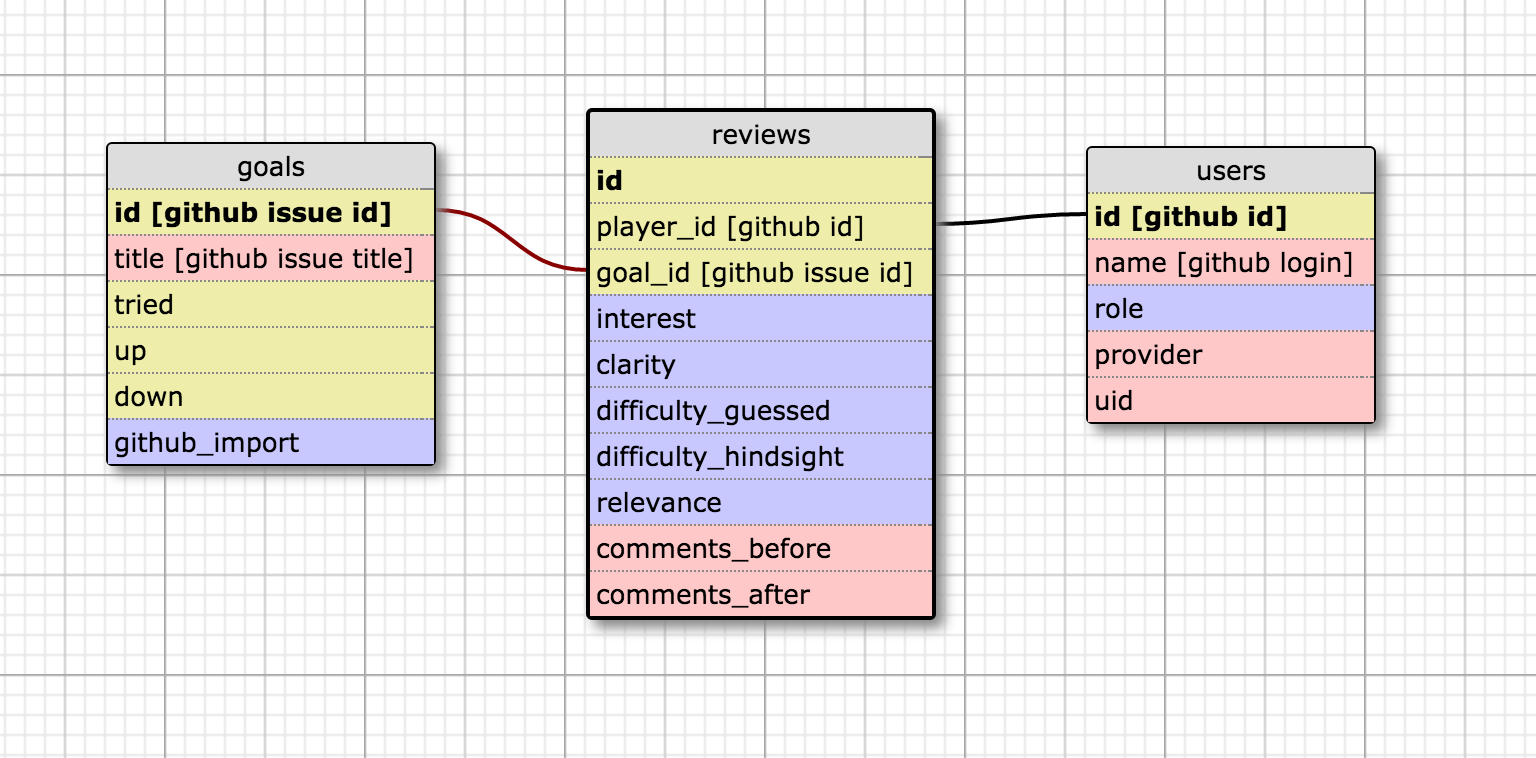 goals
id [github issue id]
title [github issue title]
tried
up
down
github_import
reviews
id
player_id [github id]
goal_id [github issue id]
interest
clarity
difficulty_guessed
difficulty_hindsight
relevance
comments_before
comments_after
users
id [github id]
name [github login]
role
provider
uid